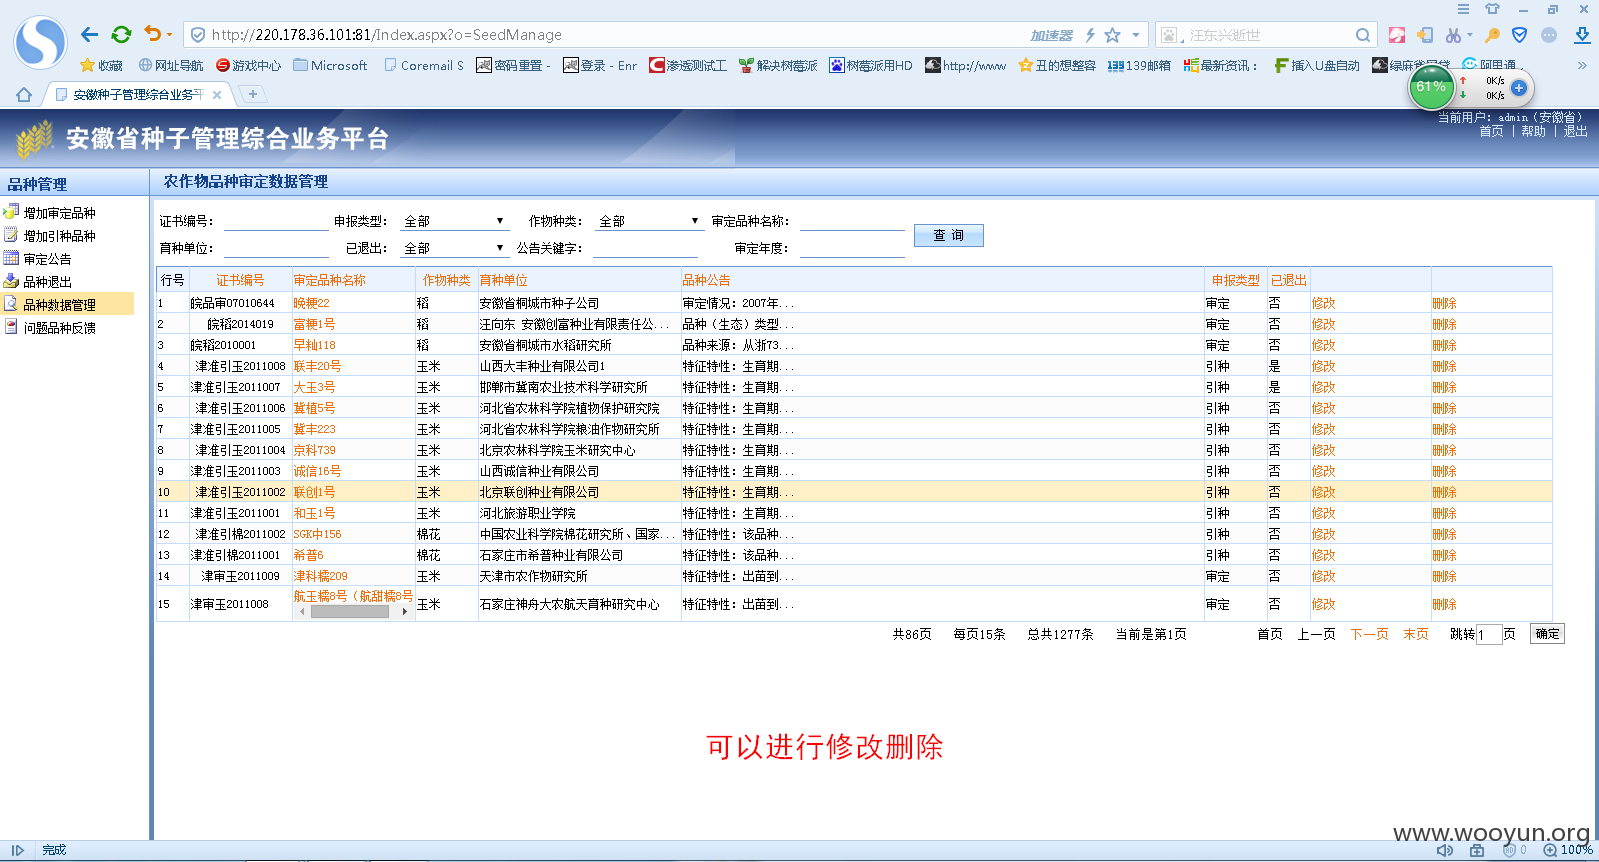 http://220.178.36.101:81/Index.aspx?o=SeedManage
加速器
汪东兴逝世
收藏 网址导航 游戏中心 Microsoft Coremail S 密码重置 - 登录 - Enr 渗透测试工 解决树莓派 树莓派用HD http://www 丑的想整容 139邮箱 最新资讯： 插入U盘自动
安徽种子管理综合业务平
61%
0K/s
0K/s
安徽省种子管理综合业务平台
当前用户：admin（安徽省）
首页 | 帮助 | 退出
品种管理
增加审定品种
增加引种品种
审定公告
品种退出
品种数据管理
问题品种反馈
农作物品种审定数据管理
证书编号： 申报类型： 全部 作物种类： 全部 审定品种名称：
育种单位： 已退出： 全部 公告关键字： 审定年度：
查 询
行号 证书编号 审定品种名称 作物种类 育种单位 品种公告 申报类型 已退出
1 皖品审07010644 晚粳22 稻 安徽省桐城市种子公司 审定情况：2007年... 审定 否 修改 删除
2 皖稻2014019 富粳1号 稻 汪向东 安徽创富种业有限责任公... 品种（生态）类型... 审定 否 修改 删除
3 皖稻2010001 早籼118 稻 安徽省桐城市水稻研究所 品种来源：从浙73... 审定 否 修改 删除
4 津准引玉2011008 联丰20号 玉米 山西大丰种业有限公司1 特征特性：生育期... 引种 是 修改 删除
5 津准引玉2011007 大玉3号 玉米 邯郸市冀南农业技术科学研究所 特征特性：生育期... 引种 是 修改 删除
6 津准引玉2011006 冀植5号 玉米 河北省农林科学院植物保护研究院 特征特性：生育期... 引种 否 修改 删除
7 津准引玉2011005 冀丰223 玉米 河北省农林科学院粮油作物研究所 特征特性：生育期... 引种 否 修改 删除
8 津准引玉2011004 京科739 玉米 北京农林科学院玉米研究中心 特征特性：生育期... 引种 否 修改 删除
9 津准引玉2011003 诚信16号 玉米 山西诚信种业有限公司 特征特性：生育期... 引种 否 修改 删除
10 津准引玉2011002 联创1号 玉米 北京联创种业有限公司 特征特性：生育期... 引种 否 修改 删除
11 津准引玉2011001 和玉1号 玉米 河北旅游职业学院 特征特性：生育期... 引种 否 修改 删除
12 津准引棉2011002 SGK中156 棉花 中国农业科学院棉花研究所、国家... 特征特性：该品种... 引种 否 修改 删除
13 津准引棉2011001 希普6 棉花 石家庄市希普种业有限公司 特征特性：该品种... 引种 否 修改 删除
14 津审玉2011009 津科糯209 玉米 天津市农作物研究所 特征特性：出苗到... 审定 否 修改 删除
15 津审玉2011008 航玉糯8号（航甜糯8号 玉米 石家庄神舟大农航天育种研究中心 特征特性：出苗到... 审定 否 修改 删除
共86页 每页15条 总共1277条 当前是第1页 首页 上一页 下一页 末页 跳转 1 页 确定
可以进行修改删除
www.wooyun.org
完成
0
100%